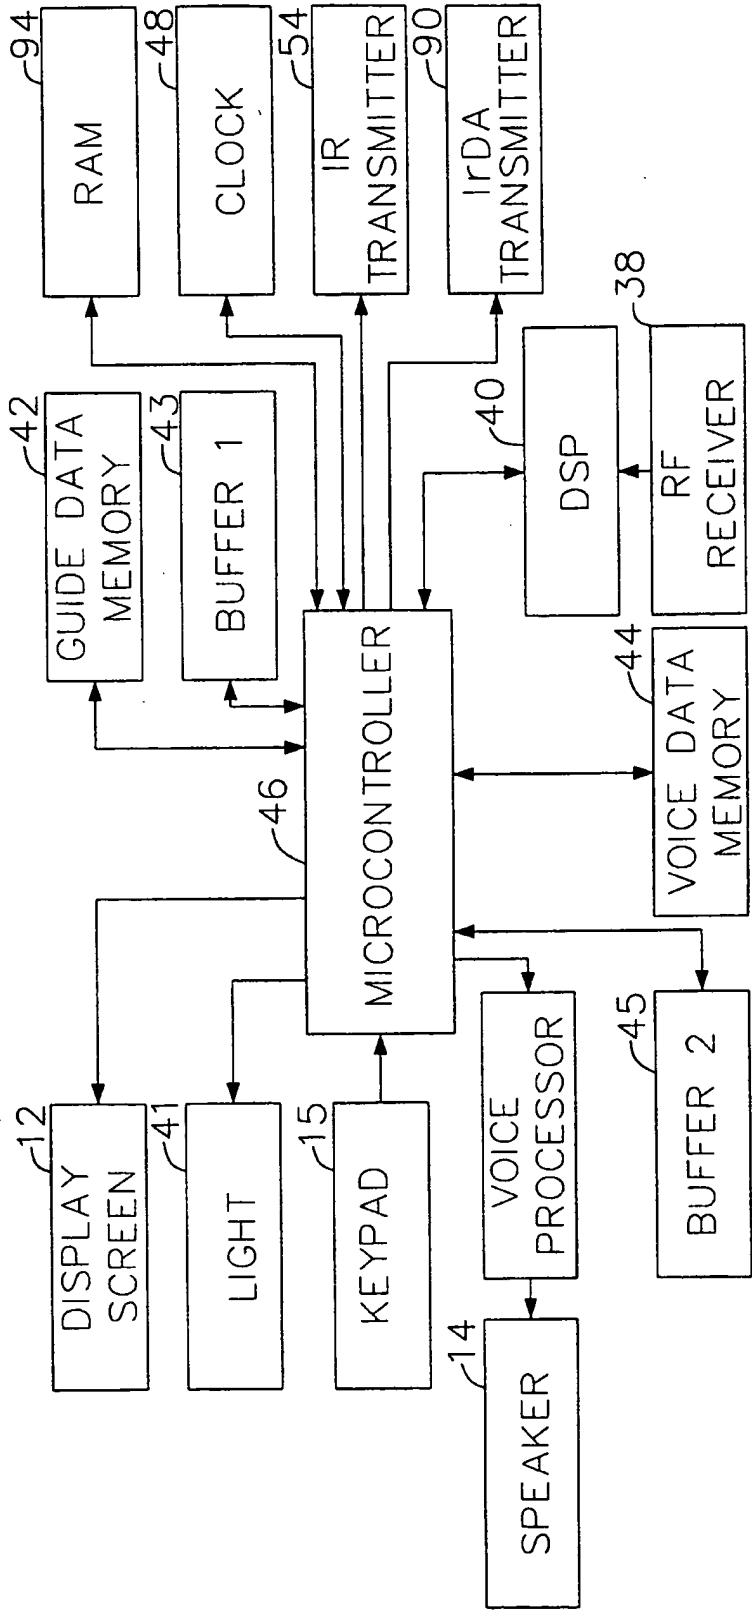 DISPLAY
SCREEN
12
LIGHT
41
KEYPAD
15
SPEAKER
14
VOICE
PROCESSOR
BUFFER 2
45
MICROCONTROLLER
46
GUIDE DATA
MEMORY
42
BUFFER 1
43
VOICE DATA
MEMORY
44
DSP
40
RF
RECEIVER
38
RAM
94
CLOCK
48
IR
TRANSMITTER
54
IrDA
TRANSMITTER
90